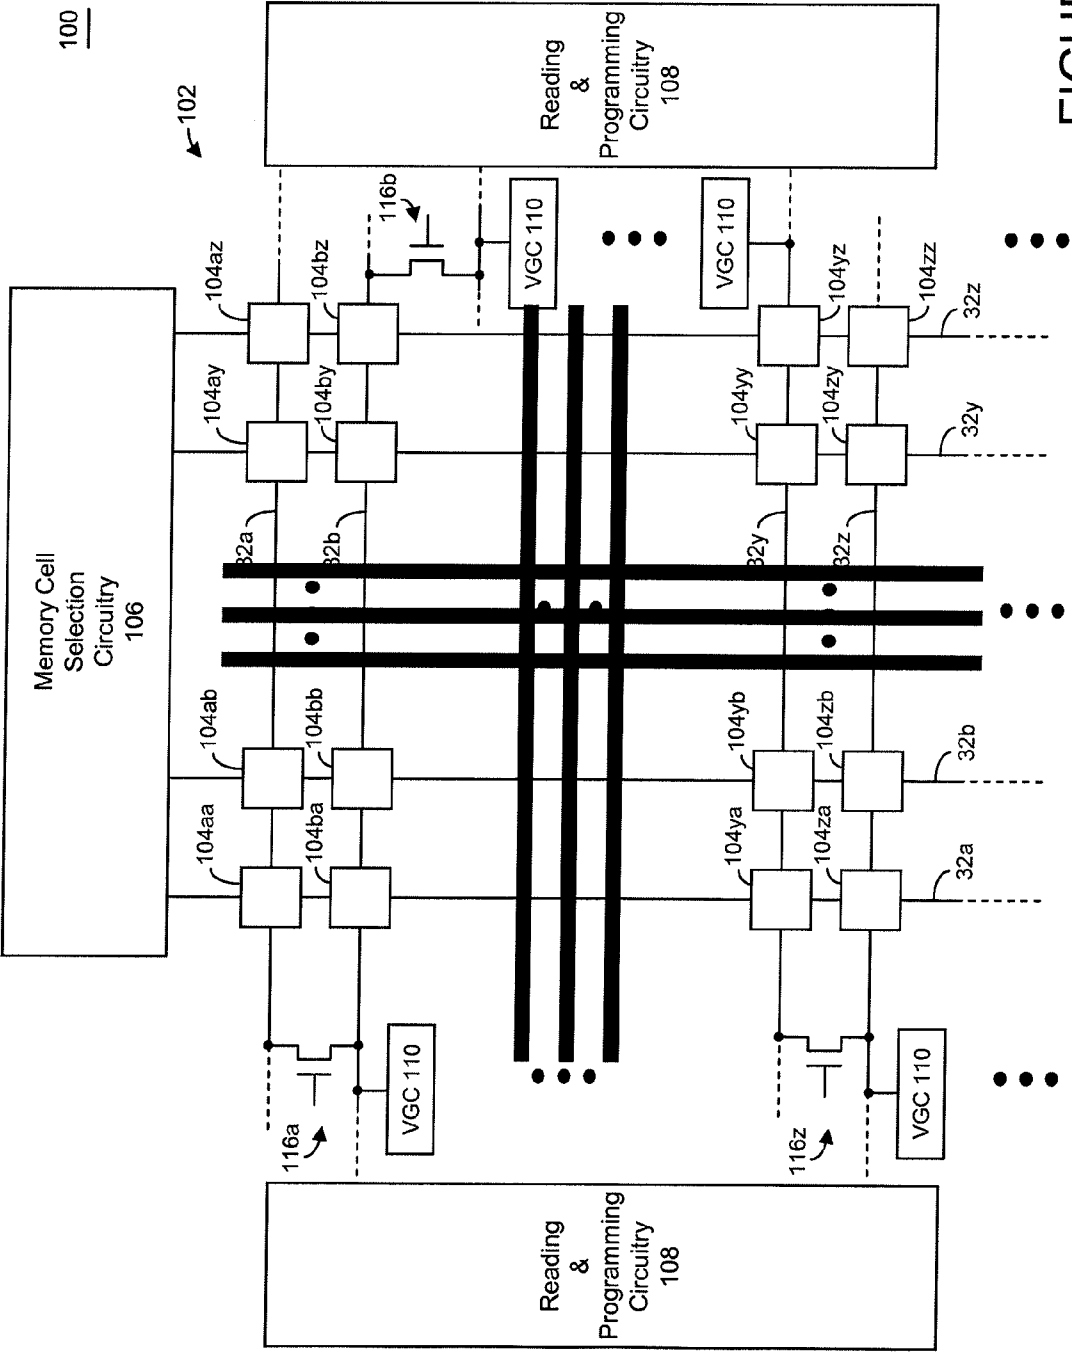 Memory Cell
Selection
Circuitry
106
100
102
104aa
104ab
104ay
104az
32a
104ba
104bb
104by
104bz
32b
116a
116b
VGC 110
VGC 110
Reading
&
Programming
Circuitry
108
Reading
&
Programming
Circuitry
108
VGC 110
104ya
104yb
104yy
104yz
32y
104za
104zb
104zy
104zz
32z
116z
VGC 110
32a
32b
32y
32z